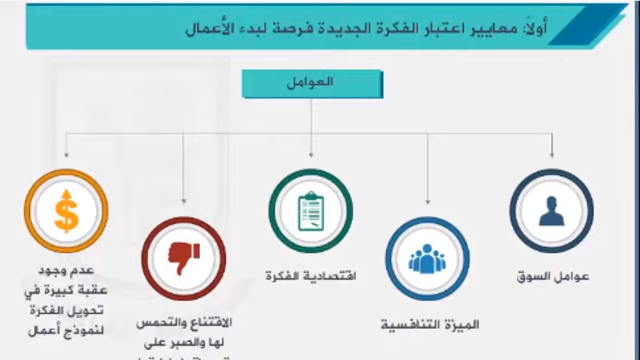 أولاً: معايير اعتبار الفكرة الجديدة فرصة لبدء الأعمال
العوامل
عوامل السوق
الميزة التنافسية
اقتصادية الفكرة
الاقتناع والتحمس
لها والصبر على
عدم وجود
عقبة كبيرة في
تحويل الفكرة
لنموذج أعمال